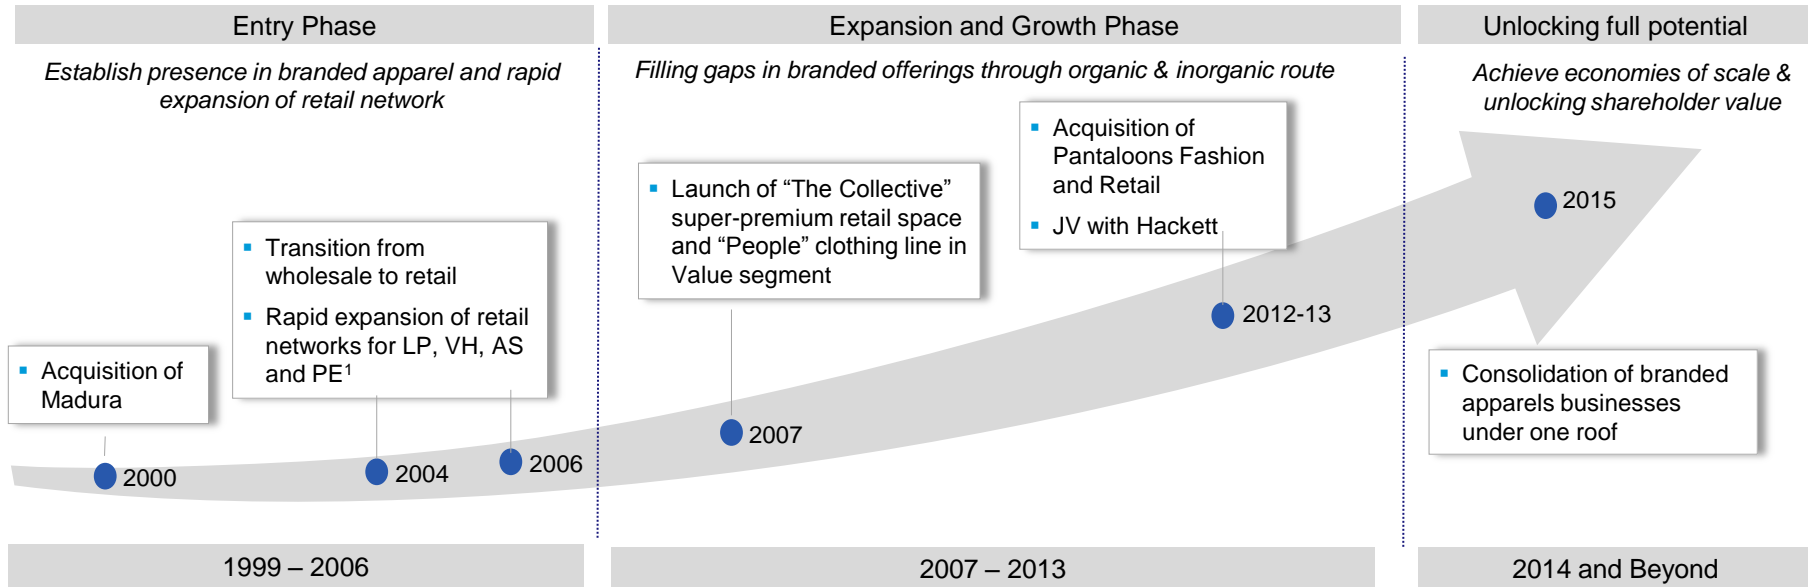 Entry Phase
Expansion and Growth Phase
Unlocking full potential
Establish presence in branded apparel and rapid
expansion of retail network
Filling gaps in branded offerings through organic & inorganic route
Achieve economies of scale &
unlocking shareholder value
▪ Acquisition of
Madura
▪ Transition from
wholesale to retail
▪ Rapid expansion of retail
networks for LP, VH, AS
and PE¹
▪ Launch of “The Collective”
super-premium retail space
and “People” clothing line in
Value segment
▪ Acquisition of
Pantaloons Fashion
and Retail
▪ JV with Hackett
▪ Consolidation of branded
apparels businesses
under one roof
2000
2004
2006
2007
2012-13
2015
1999 – 2006
2007 – 2013
2014 and Beyond